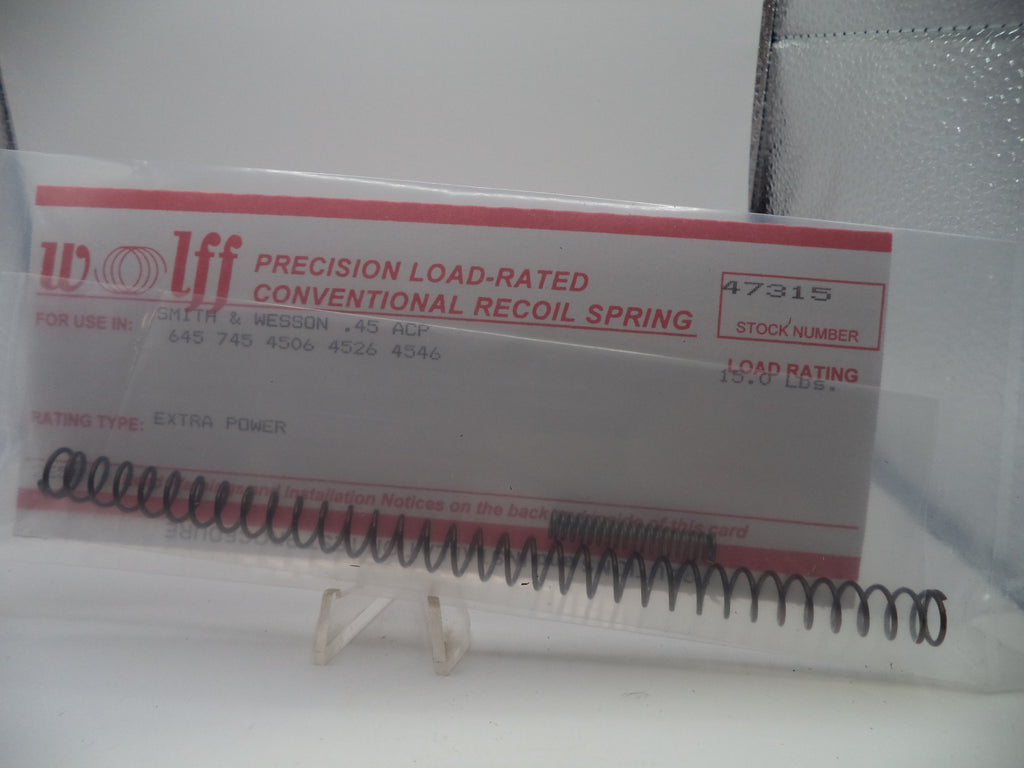 wolff
PRECISION LOAD-RATED
CONVENTIONAL RECOIL SPRING
47315
STOCK NUMBER
FOR USE IN: SMITH & WESSON .45 ACP
645 745 4506 4526 4546
LOAD RATING
15.0 Lbs.
RATING TYPE: EXTRA POWER
and Installation Notices on the back of this card